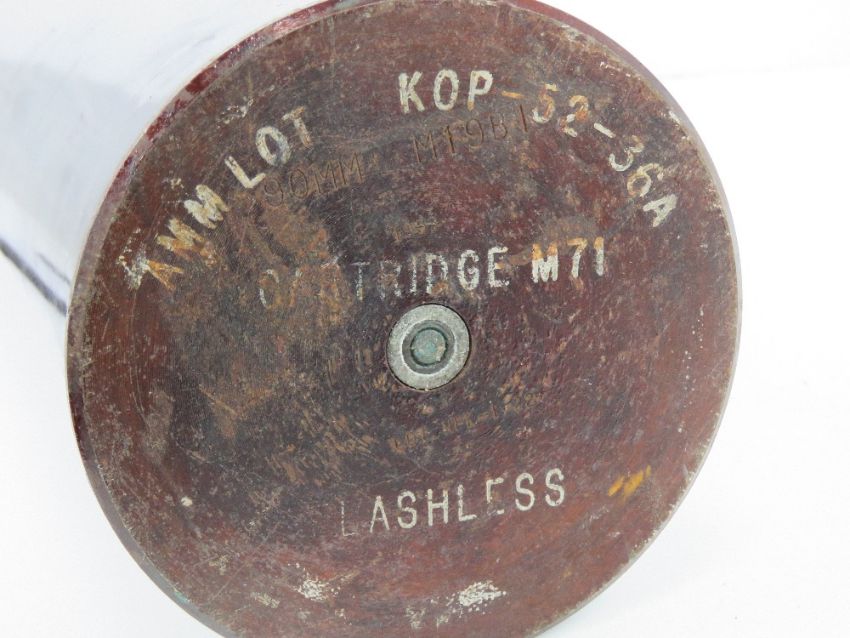 AMM LOT KOP-52-36A
90MM M19B1
CARTRIDGE M71
LASHLESS